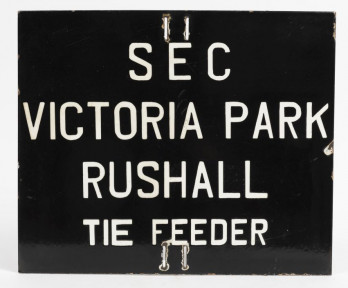 SEC
VICTORIA PARK
RUSHALL
TIE FEEDER